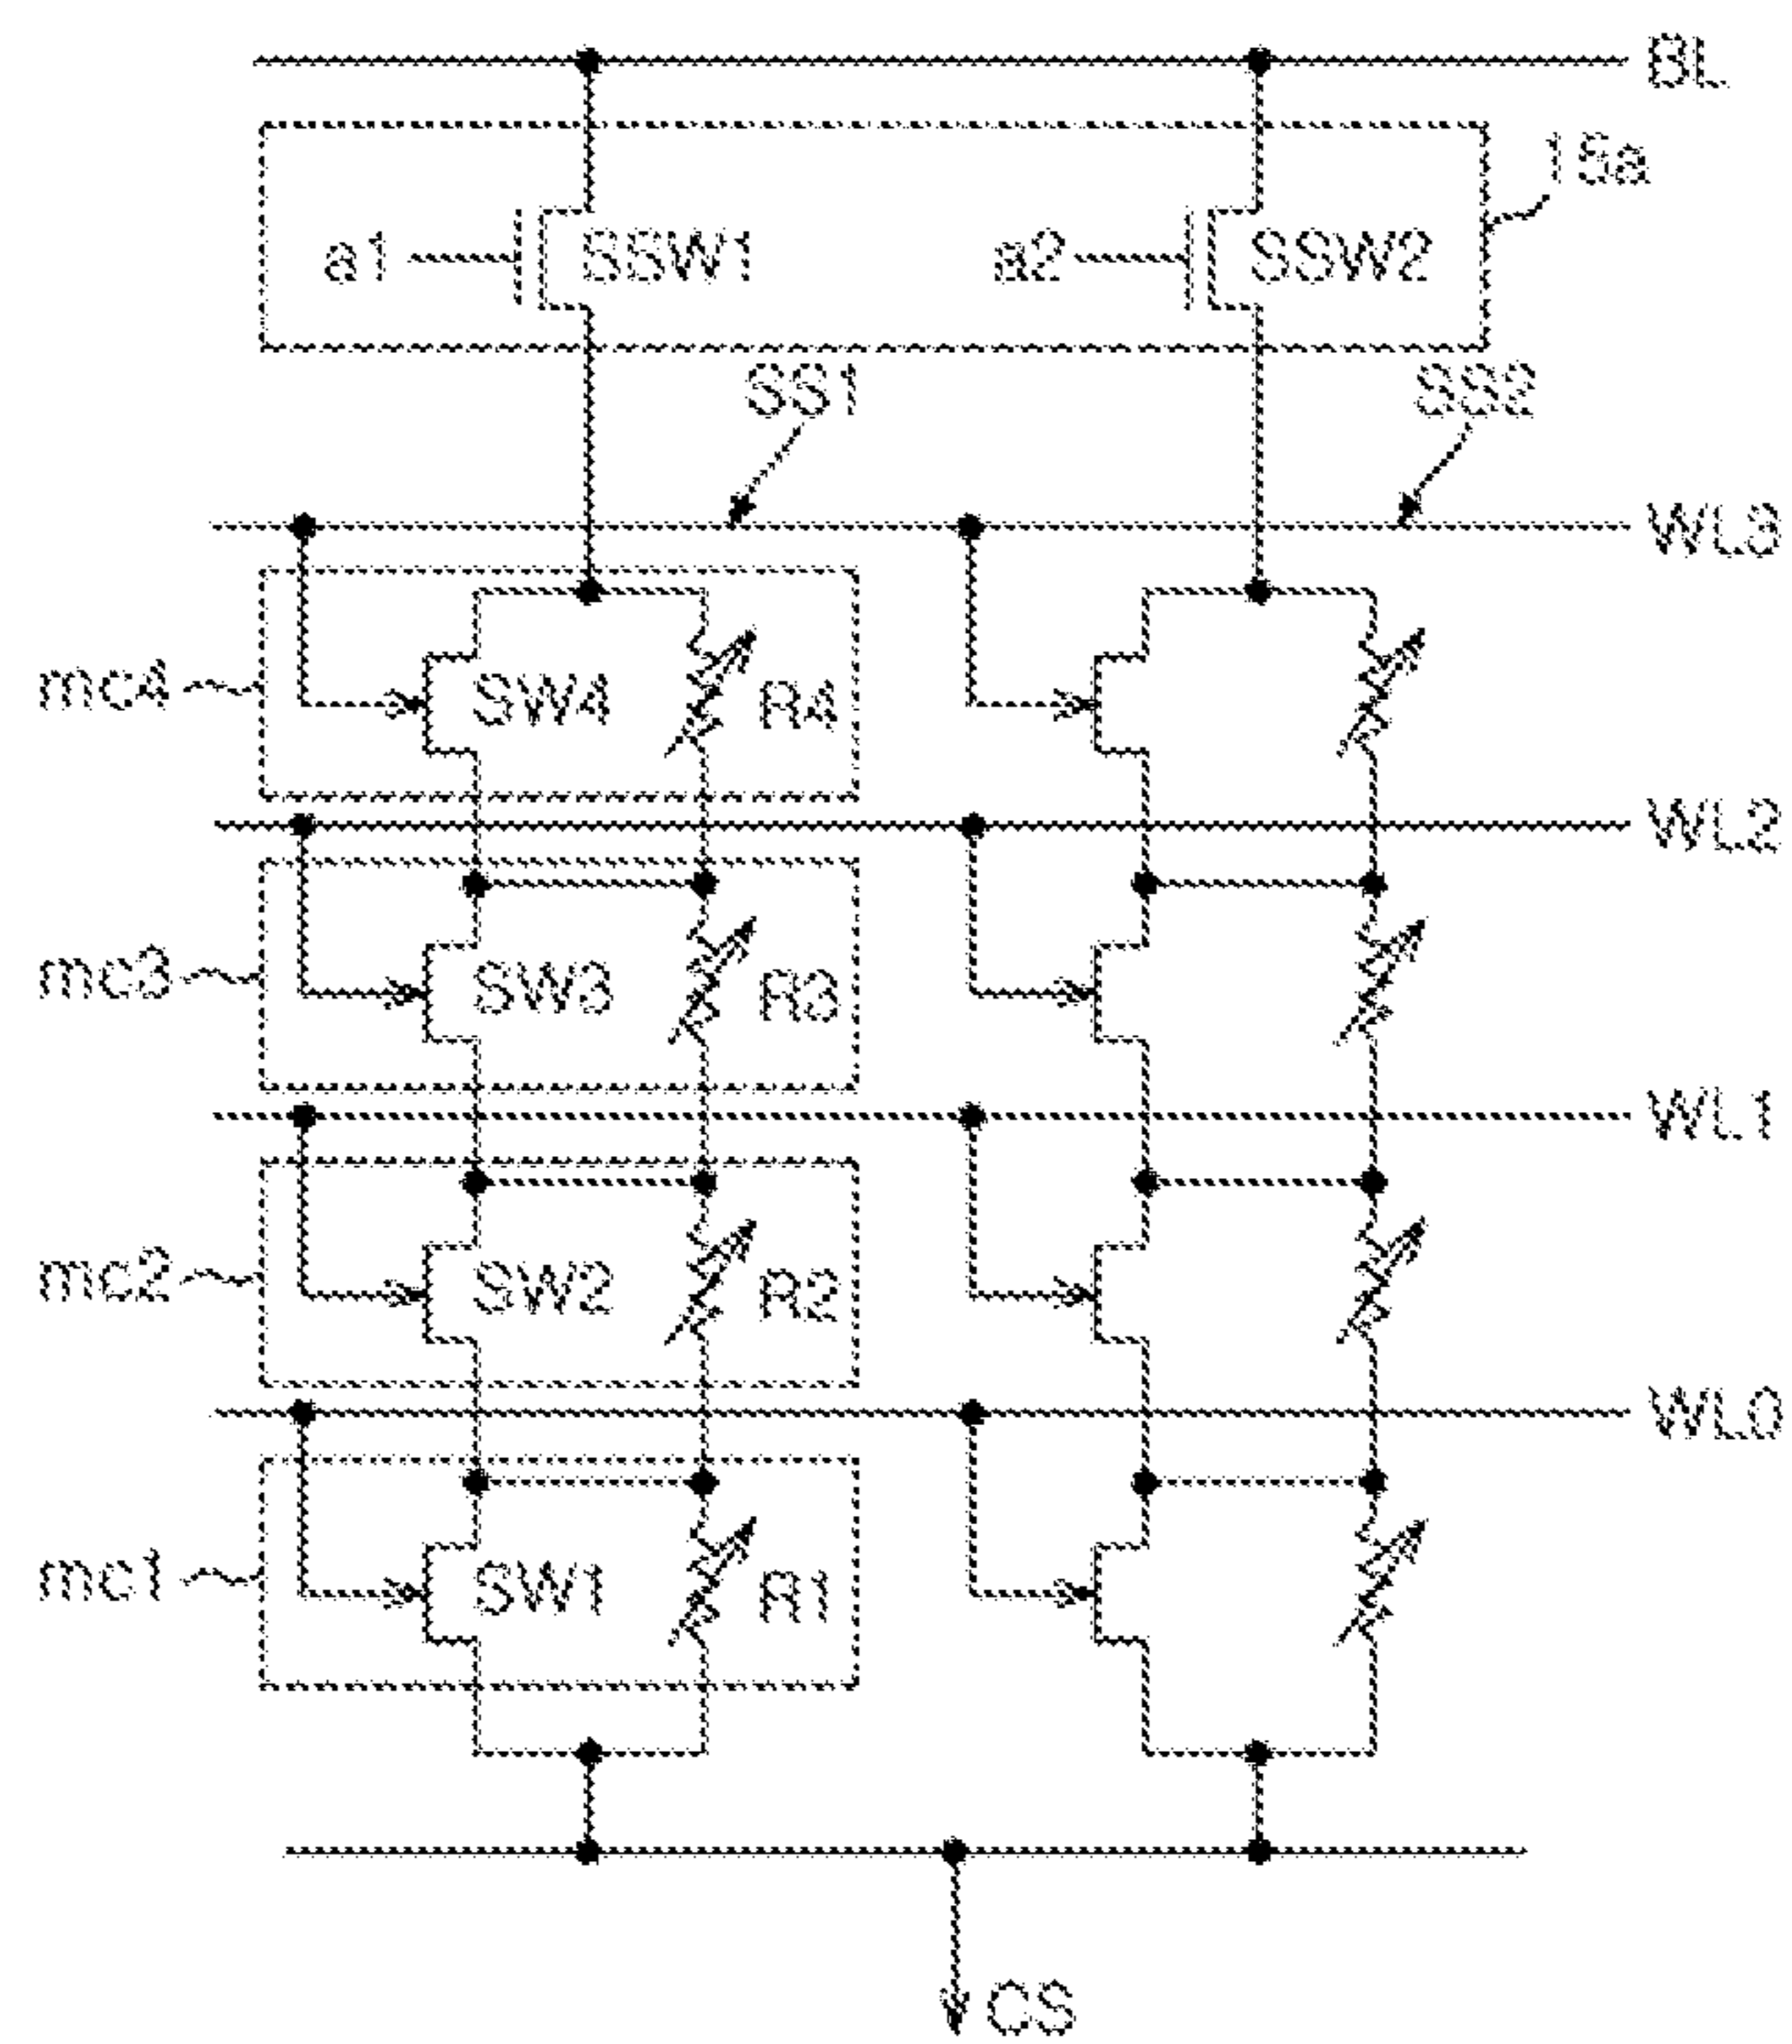 BL
15a
a1 SSW1 a2 SSW2
SS1 SS2
WL3
mc4 SW4 R4
WL2
mc3 SW3 R3
WL1
mc2 SW2 R2
WL0
mc1 SW1 R1
CS